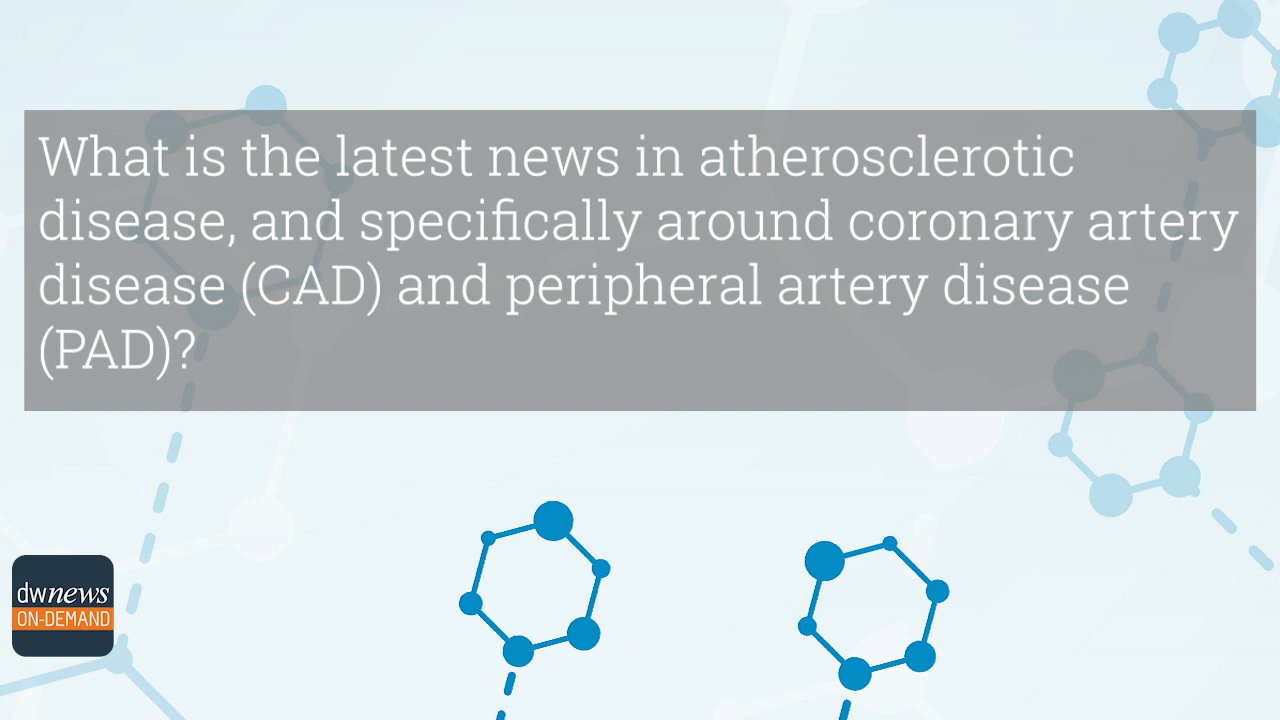 What is the latest news in atherosclerotic
disease, and specifically around coronary artery
disease (CAD) and peripheral artery disease
(PAD)?
dwnews
ON-DEMAND